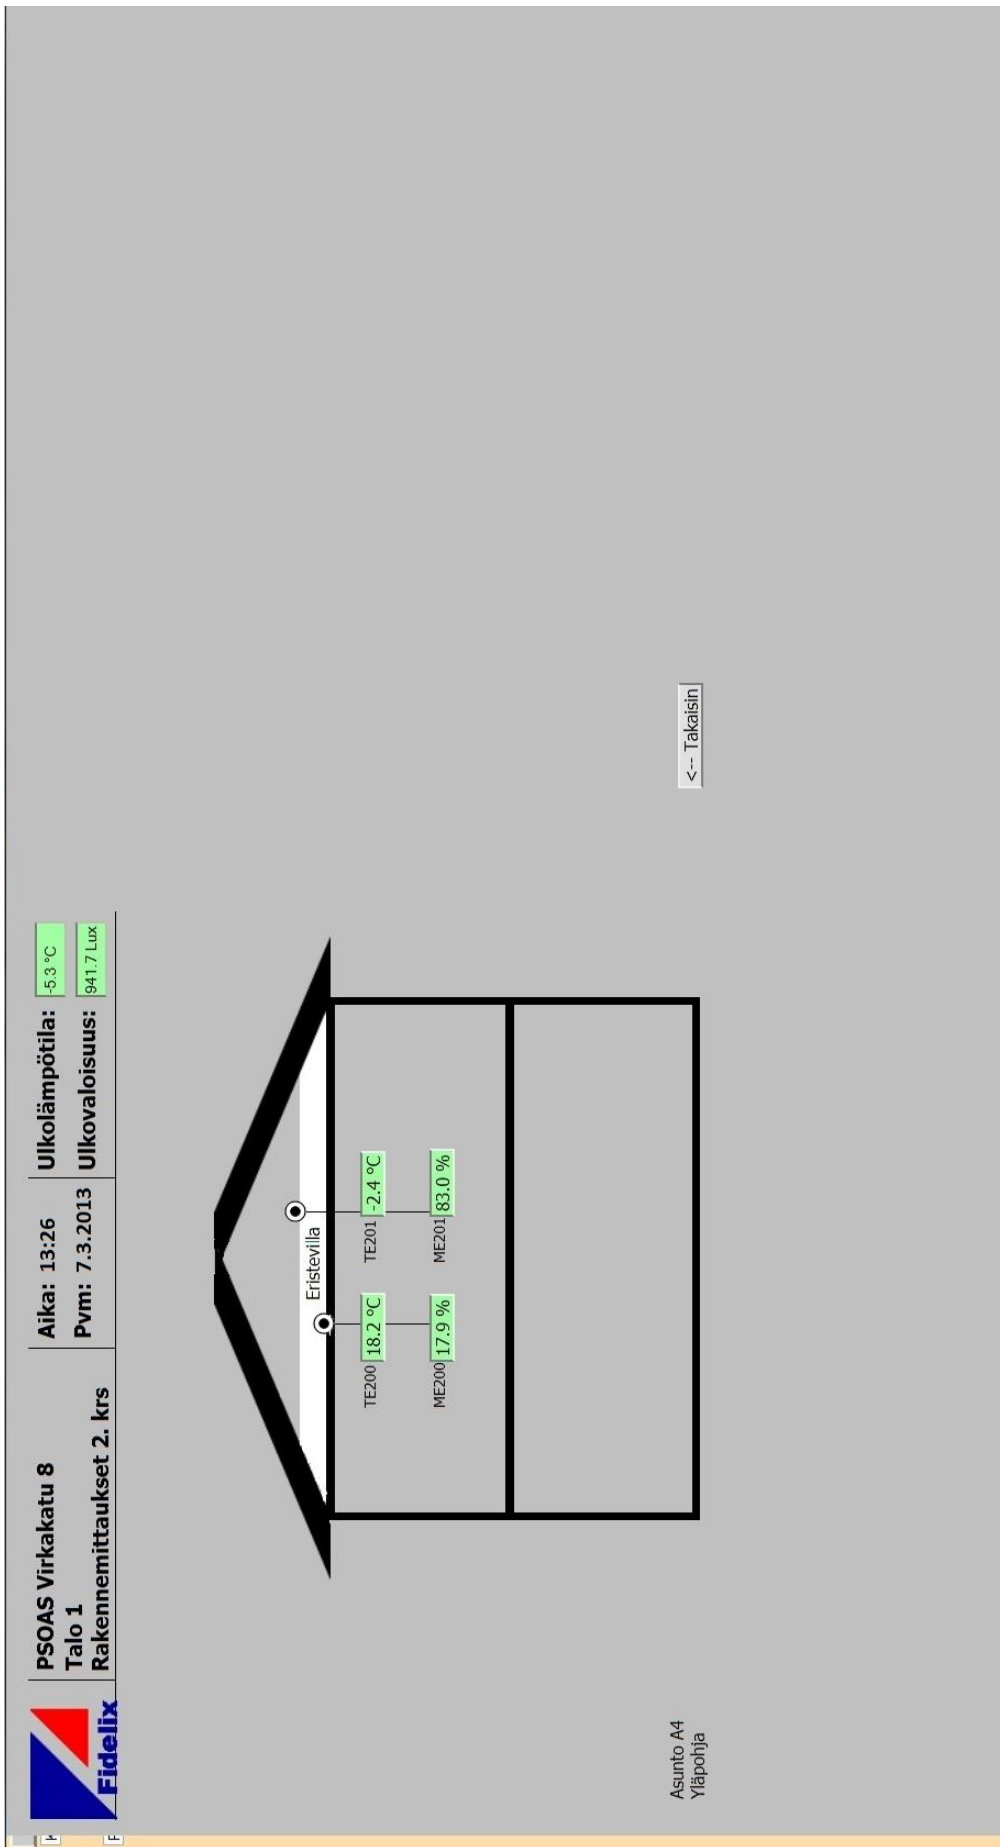 Fidelix
PSOAS Virkakatu 8
Talo 1
Rakennemittaukset 2. krs
Aika: 13:26
Pvm: 7.3.2013
Ulkolämpötila: -5.3 °C
Ulkovaloisuus: 941.7 Lux
Eristevilla
TE200 18.2 °C
TE201 -2.4 °C
ME200 17.9 %
ME201 83.0 %
Asunto A4
Yläpohja
<-- Takaisin